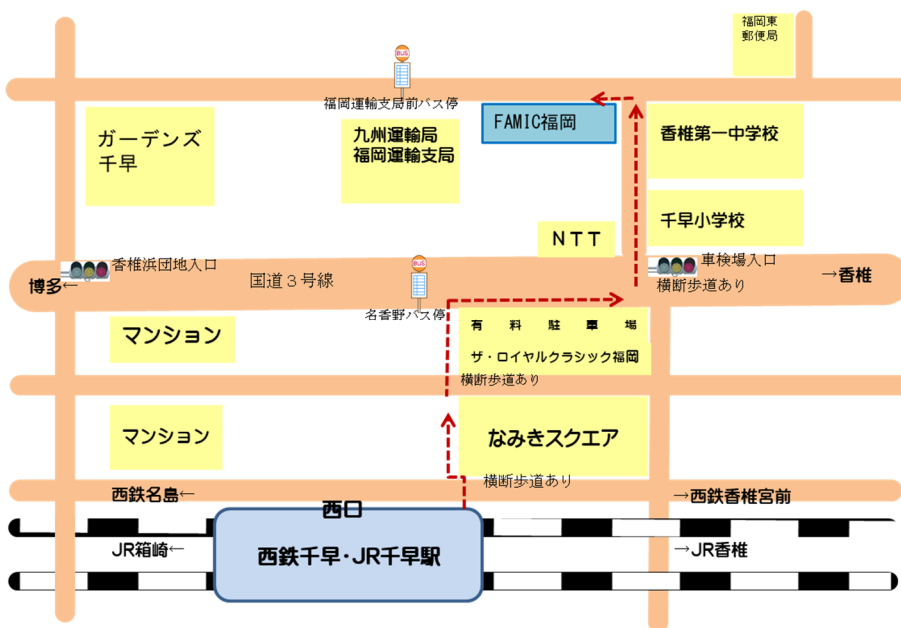 福岡東
郵便局
BUS
福岡運輸支局前バス停
ガーデンズ
千早
九州運輸局
福岡運輸支局
FAMIC福岡
香椎第一中学校
千早小学校
NTT
香椎浜団地入口
車検場入口
横断歩道あり
博多←
国道3号線
→香椎
BUS
名香野バス停
マンション
有料駐車場
ザ・ロイヤルクラシック福岡
横断歩道あり
マンション
なみきスクエア
横断歩道あり
西鉄名島←
西口
→西鉄香椎宮前
JR箱崎←
西鉄千早・JR千早駅
→JR香椎